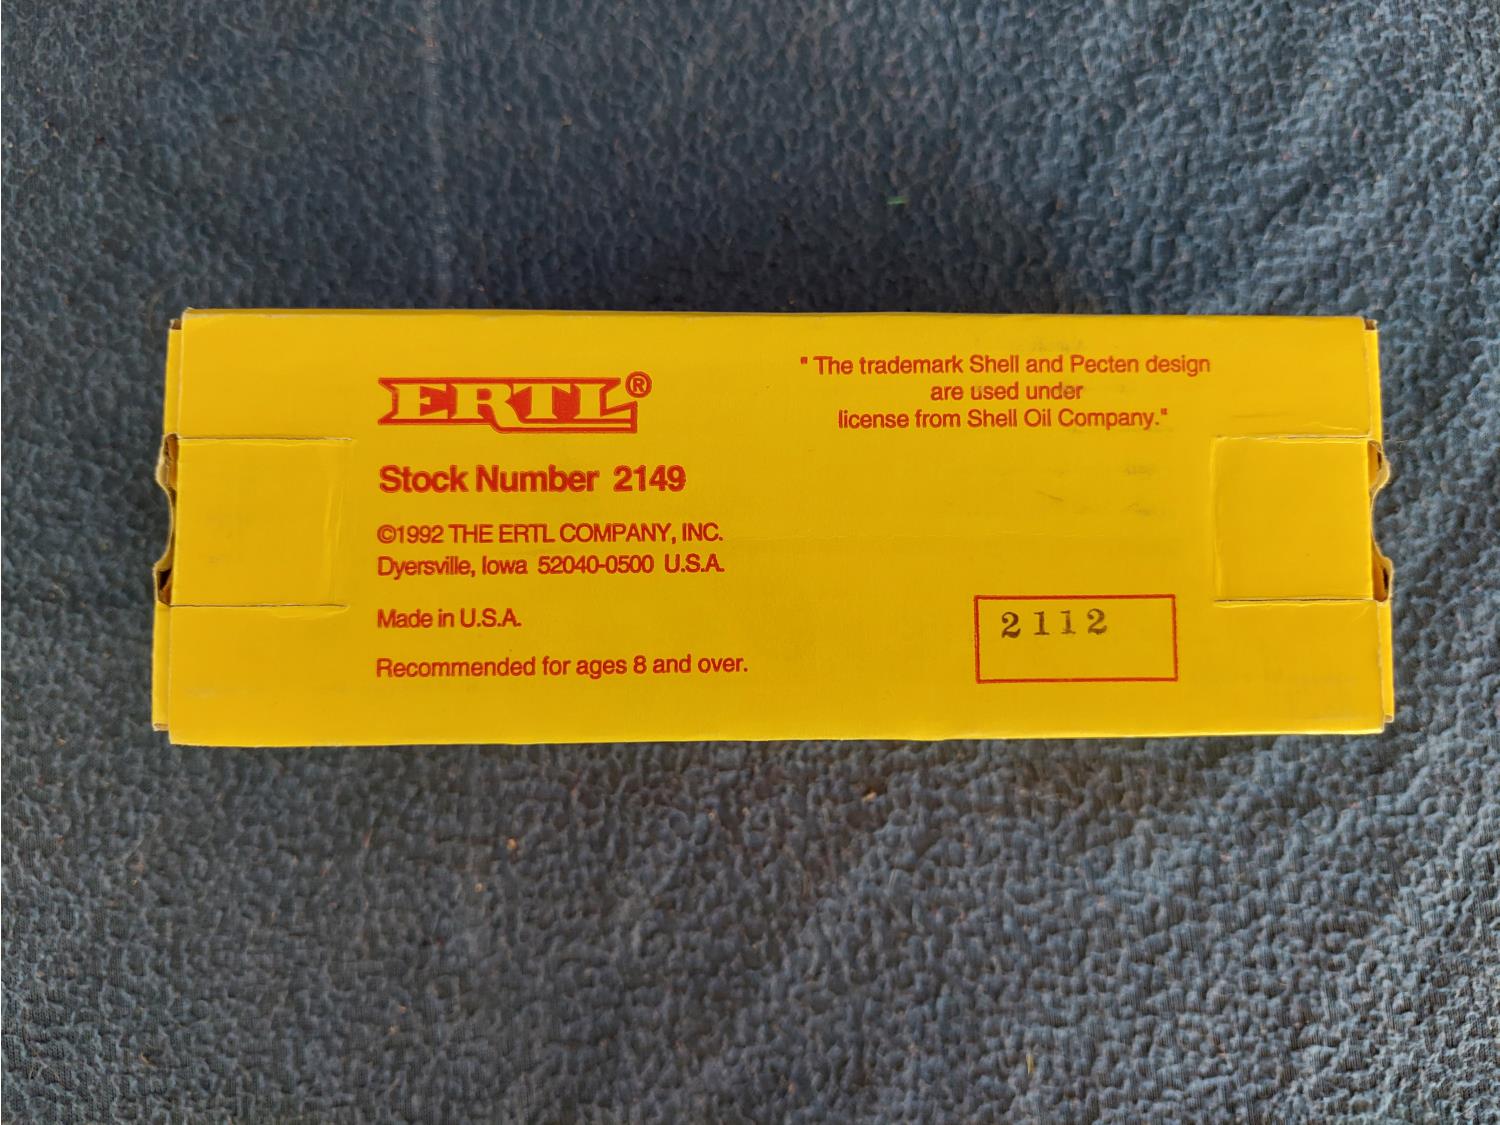 ERTL®
Stock Number 2149
©1992 THE ERTL COMPANY, INC.
Dyersville, Iowa 52040-0500 U.S.A.
Made in U.S.A.
Recommended for ages 8 and over.
"The trademark Shell and Pecten design
are used under
license from Shell Oil Company."
2112